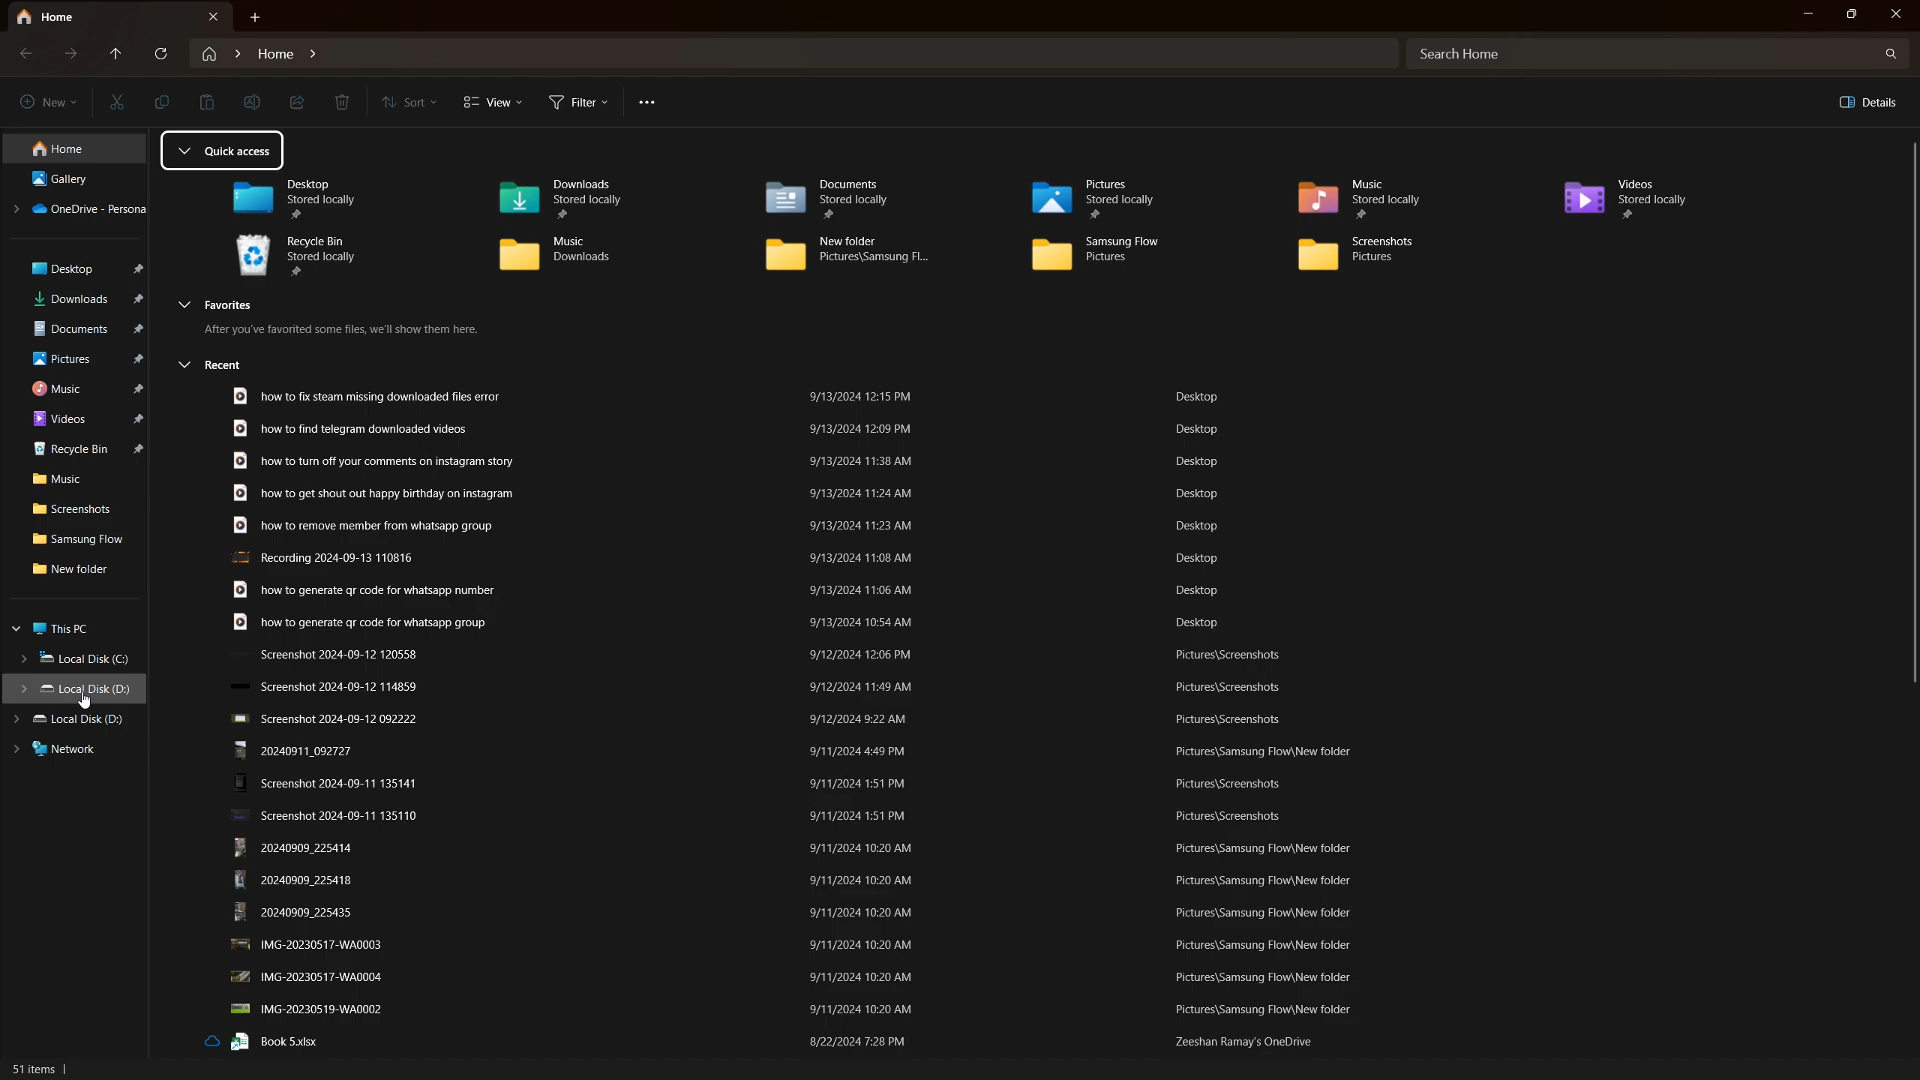 Home
Home
Search Home
New
Sort
View
Filter
Details
Home
Gallery
OneDrive - Persona
Desktop
Downloads
Documents
Pictures
Music
Videos
Recycle Bin
Music
Screenshots
Samsung Flow
New folder
This PC
Local Disk (C:)
Local Disk (D:)
Local Disk (D:)
Network
Quick access
Desktop
Stored locally
Downloads
Stored locally
Documents
Stored locally
Pictures
Stored locally
Music
Stored locally
Videos
Stored locally
Recycle Bin
Stored locally
Music
Downloads
New folder
Pictures\Samsung Fl...
Samsung Flow
Pictures
Screenshots
Pictures
Favorites
After you've favorited some files, we'll show them here.
Recent
how to fix steam missing downloaded files error 9/13/2024 12:15 PM Desktop
how to find telegram downloaded videos 9/13/2024 12:09 PM Desktop
how to turn off your comments on instagram story 9/13/2024 11:38 AM Desktop
how to get shout out happy birthday on instagram 9/13/2024 11:24 AM Desktop
how to remove member from whatsapp group 9/13/2024 11:23 AM Desktop
Recording 2024-09-13 110816 9/13/2024 11:08 AM Desktop
how to generate qr code for whatsapp number 9/13/2024 11:06 AM Desktop
how to generate qr code for whatsapp group 9/13/2024 10:54 AM Desktop
Screenshot 2024-09-12 120558 9/12/2024 12:06 PM Pictures\Screenshots
Screenshot 2024-09-12 114859 9/12/2024 11:49 AM Pictures\Screenshots
Screenshot 2024-09-12 092222 9/12/2024 9:22 AM Pictures\Screenshots
20240911_092727 9/11/2024 4:49 PM Pictures\Samsung Flow\New folder
Screenshot 2024-09-11 135141 9/11/2024 1:51 PM Pictures\Screenshots
Screenshot 2024-09-11 135110 9/11/2024 1:51 PM Pictures\Screenshots
20240909_225414 9/11/2024 10:20 AM Pictures\Samsung Flow\New folder
20240909_225418 9/11/2024 10:20 AM Pictures\Samsung Flow\New folder
20240909_225435 9/11/2024 10:20 AM Pictures\Samsung Flow\New folder
IMG-20230517-WA0003 9/11/2024 10:20 AM Pictures\Samsung Flow\New folder
IMG-20230517-WA0004 9/11/2024 10:20 AM Pictures\Samsung Flow\New folder
IMG-20230519-WA0002 9/11/2024 10:20 AM Pictures\Samsung Flow\New folder
Book 5.xlsx 8/22/2024 7:28 PM Zeeshan Ramay's OneDrive
51 items